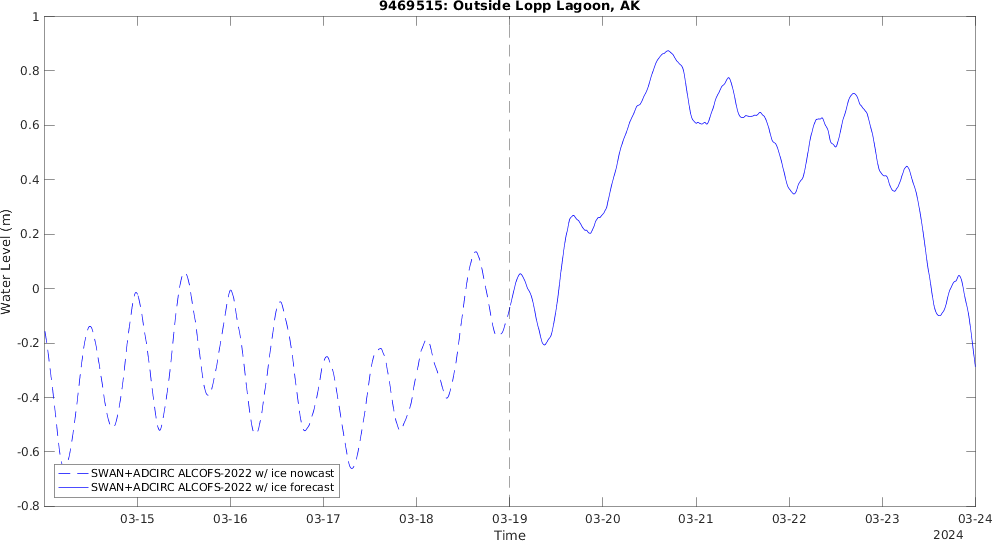 9469515: Outside Lopp Lagoon, AK
1
0.8
0.6
0.4
0.2
0
-0.2
-0.4
-0.6
-0.8
Water Level (m)
SWAN+ADCIRC ALCOFS-2022 w/ ice nowcast
SWAN+ADCIRC ALCOFS-2022 w/ ice forecast
03-15 03-16 03-17 03-18 03-19 03-20 03-21 03-22 03-23 03-24
Time
2024